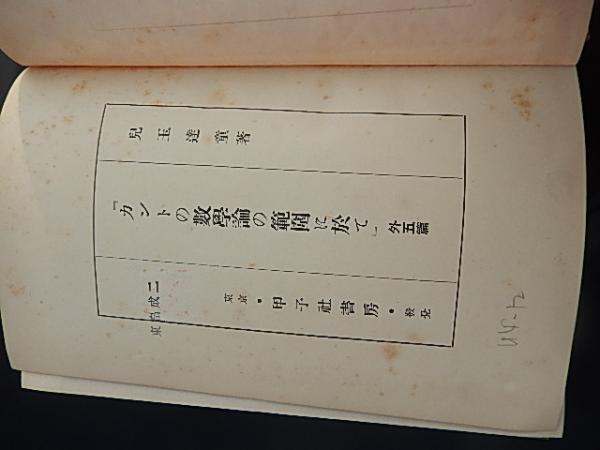 兒玉達童著
「カントの數學論の範圍に於て」外五篇
東京・甲子社書房・發兌